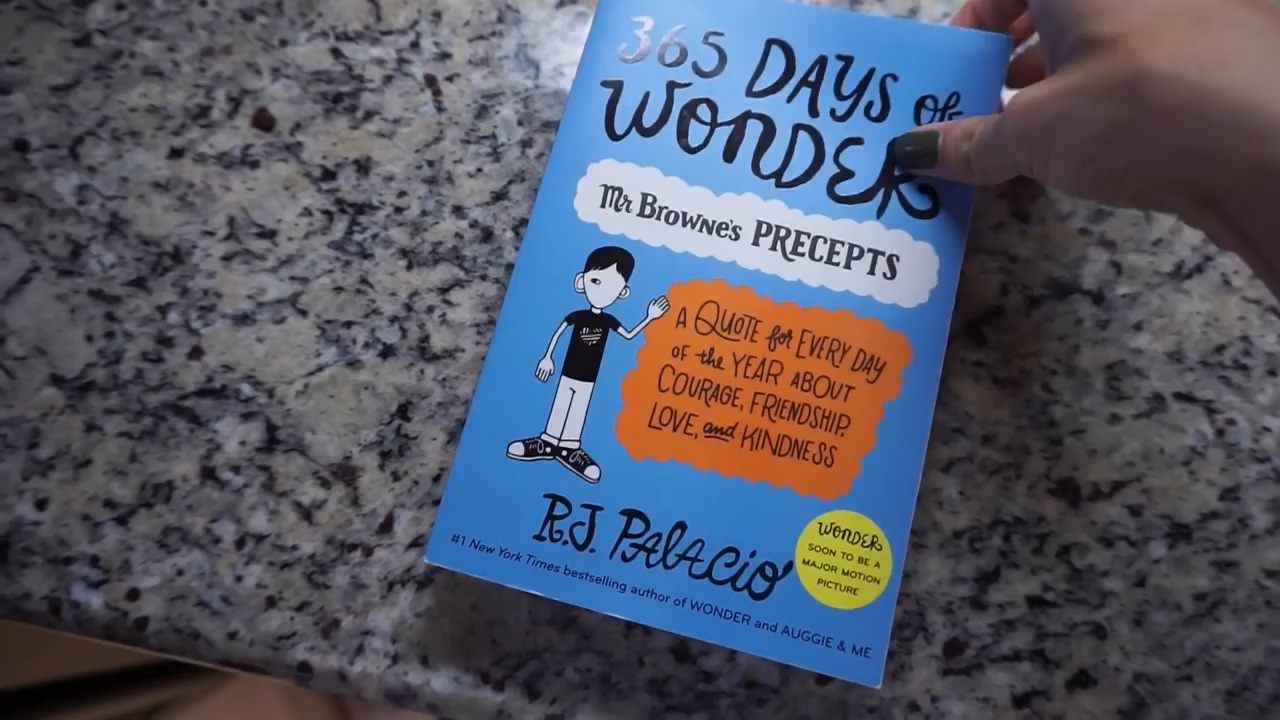 365 DAYS of
WONDER
Mr BROWNE'S PRECEPTS
A QUOTE for EVERY DAY
OF the YEAR ABOUT
COURAGE, FRIENDSHIP,
LOVE, and KINDNESS
R.J. PALACIO
#1 New York Times bestselling author of WONDER and AUGGIE & ME
WONDER
SOON TO BE A
MAJOR MOTION
PICTURE